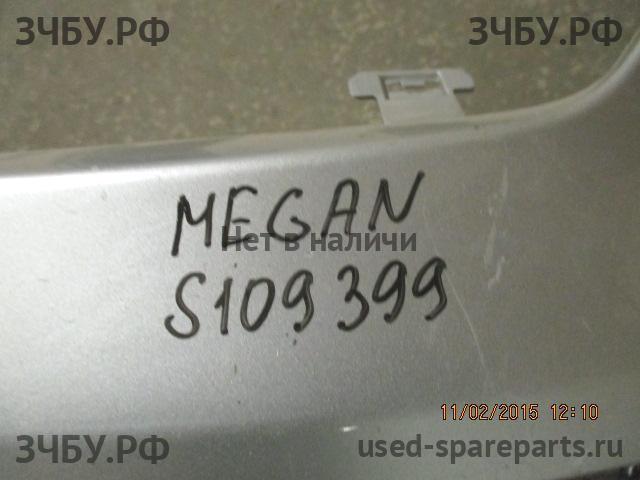 ЗЧБУ.РФ ЗЧБУ.РФ
MEGAN
Нет в наличи
S109399
11/02/2015 12:10
ЗЧБУ.РФ used-spareparts.ru